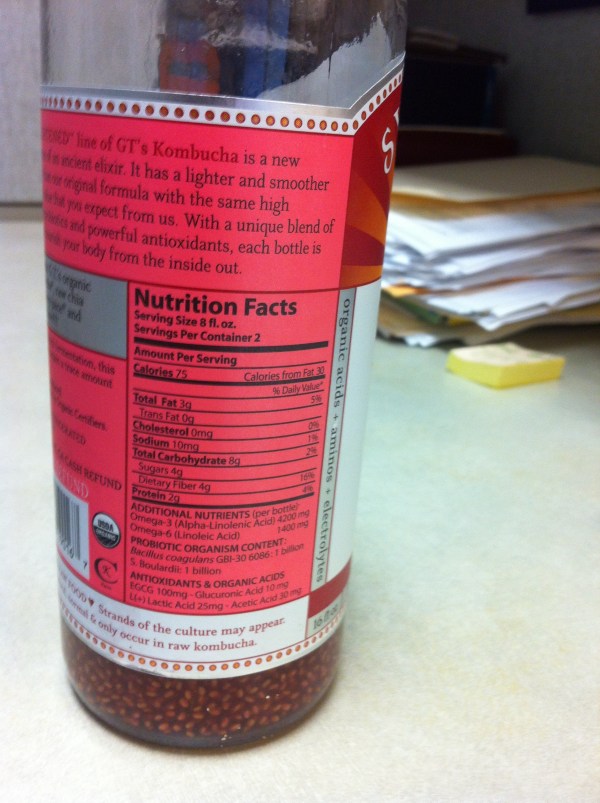 line of GT's Kombucha is a new
ancient elixir. It has a lighter and smoother
original formula with the same high
you expect from us. With a unique blend of
and powerful antioxidants, each bottle is
your body from the inside out.
organic
chia
and
Nutrition Facts
Serving Size 8 fl. oz.
Servings Per Container 2
Amount Per Serving
Calories 75 Calories from Fat 30
% Daily Value*
Total Fat 3g 5%
Trans Fat 0g
Cholesterol 0mg 0%
Sodium 10mg 1%
Total Carbohydrate 8g 2%
Sugars 4g
Dietary Fiber 4g 16%
Protein 2g 4%
ADDITIONAL NUTRIENTS (per bottle)
Omega-3 (Alpha-Linolenic Acid) 4200 mg
Omega-6 (Linoleic Acid) 1400 mg
PROBIOTIC ORGANISM CONTENT:
Bacillus coagulans GBI-30 6086: 1 billion
S. Boulardii: 1 billion
ANTIOXIDANTS & ORGANIC ACIDS
EGCG 100mg - Glucuronic Acid 10 mg
L(+) Lactic Acid 25mg - Acetic Acid 30 mg
this
amount
CASH REFUND
USDA
ORGANIC
FOOD ♥ Strands of the culture may appear.
& only occur in raw kombucha.
organic acids + aminos + electrolytes
S